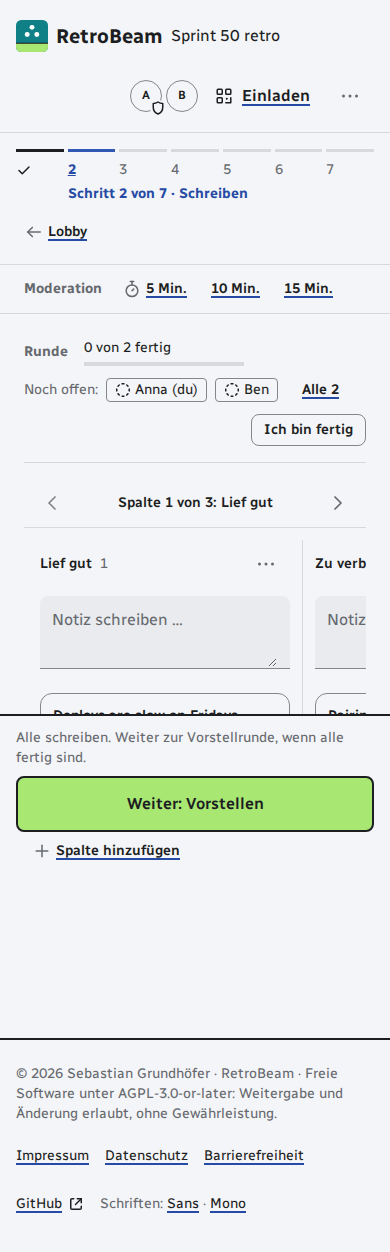 RetroBeam Sprint 50 retro
A B Einladen
2 3 4 5 6 7
Schritt 2 von 7 · Schreiben
Lobby
Moderation 5 Min. 10 Min. 15 Min.
Runde 0 von 2 fertig
Noch offen: Anna (du) Ben Alle 2
Ich bin fertig
Spalte 1 von 3: Lief gut
Lief gut 1 Zu verb
Notiz schreiben … Notiz
Alle schreiben. Weiter zur Vorstellrunde, wenn alle
fertig sind.
Weiter: Vorstellen
Spalte hinzufügen
© 2026 Sebastian Grundhöfer · RetroBeam · Freie
Software unter AGPL-3.0-or-later: Weitergabe und
Änderung erlaubt, ohne Gewährleistung.
Impressum Datenschutz Barrierefreiheit
GitHub Schriften: Sans · Mono